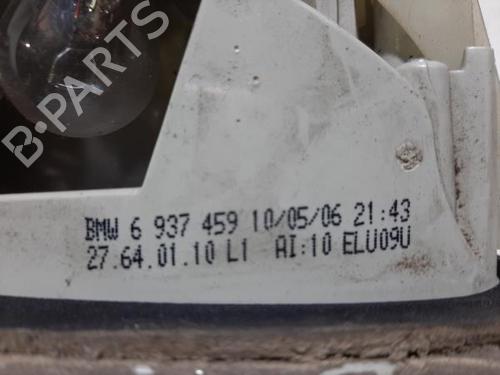 B-PARTS
BMW 6 937 459 10/05/06 21:43
27.64.01.10 L1 AI:10 ELU09U